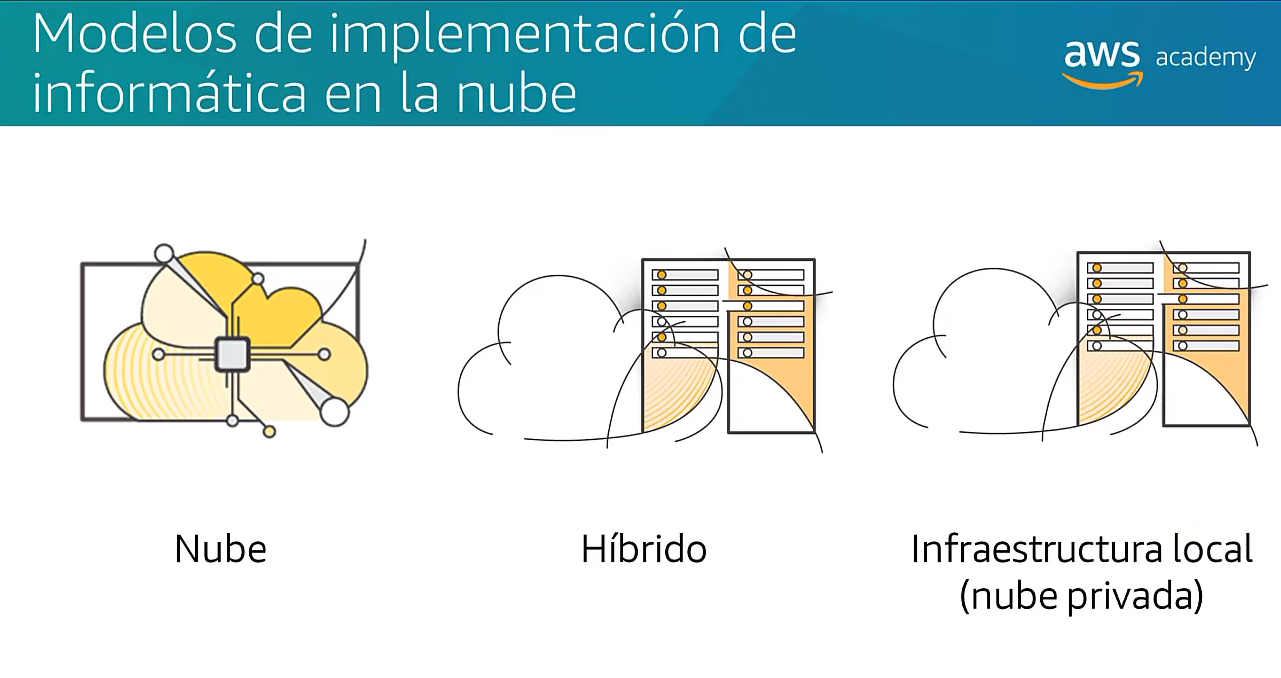 Modelos de implementación de
informática en la nube
aws academy
Nube
Híbrido
Infraestructura local
(nube privada)